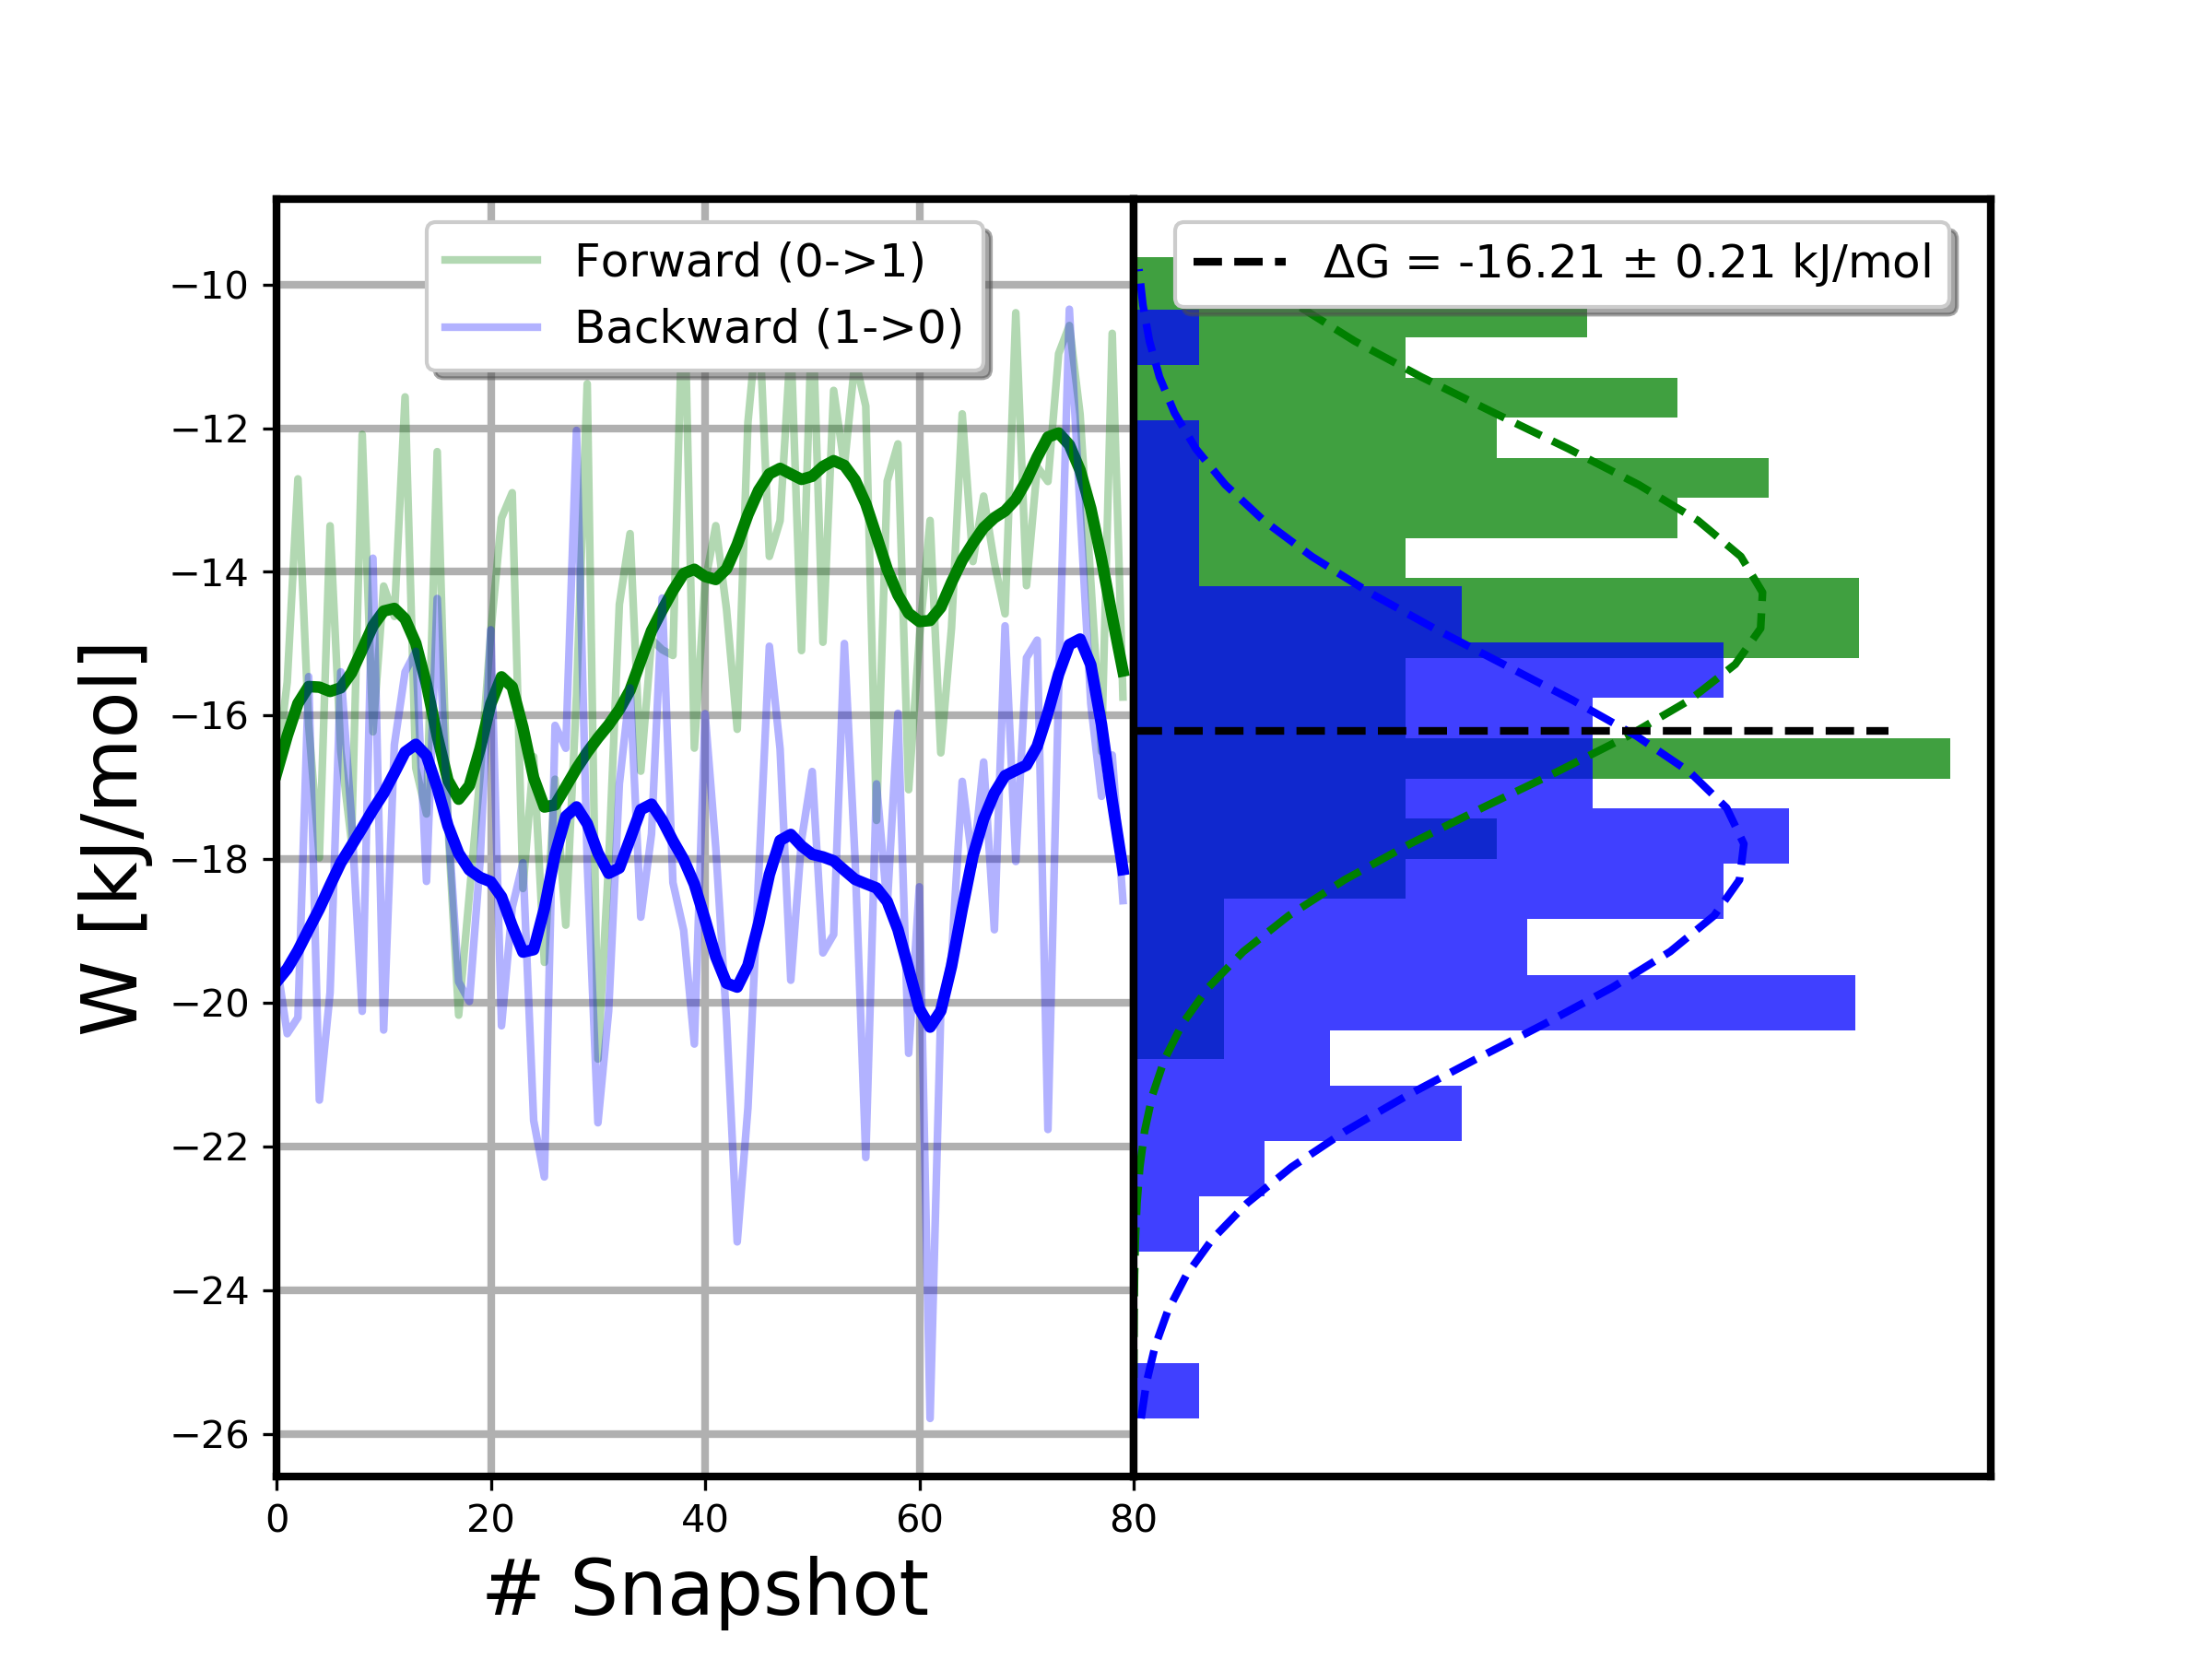 Forward (0->1)
Backward (1->0)
ΔG = -16.21 ± 0.21 kJ/mol
W [kJ/mol]
−10
−12
−14
−16
−18
−20
−22
−24
−26
0 20 40 60 80
# Snapshot